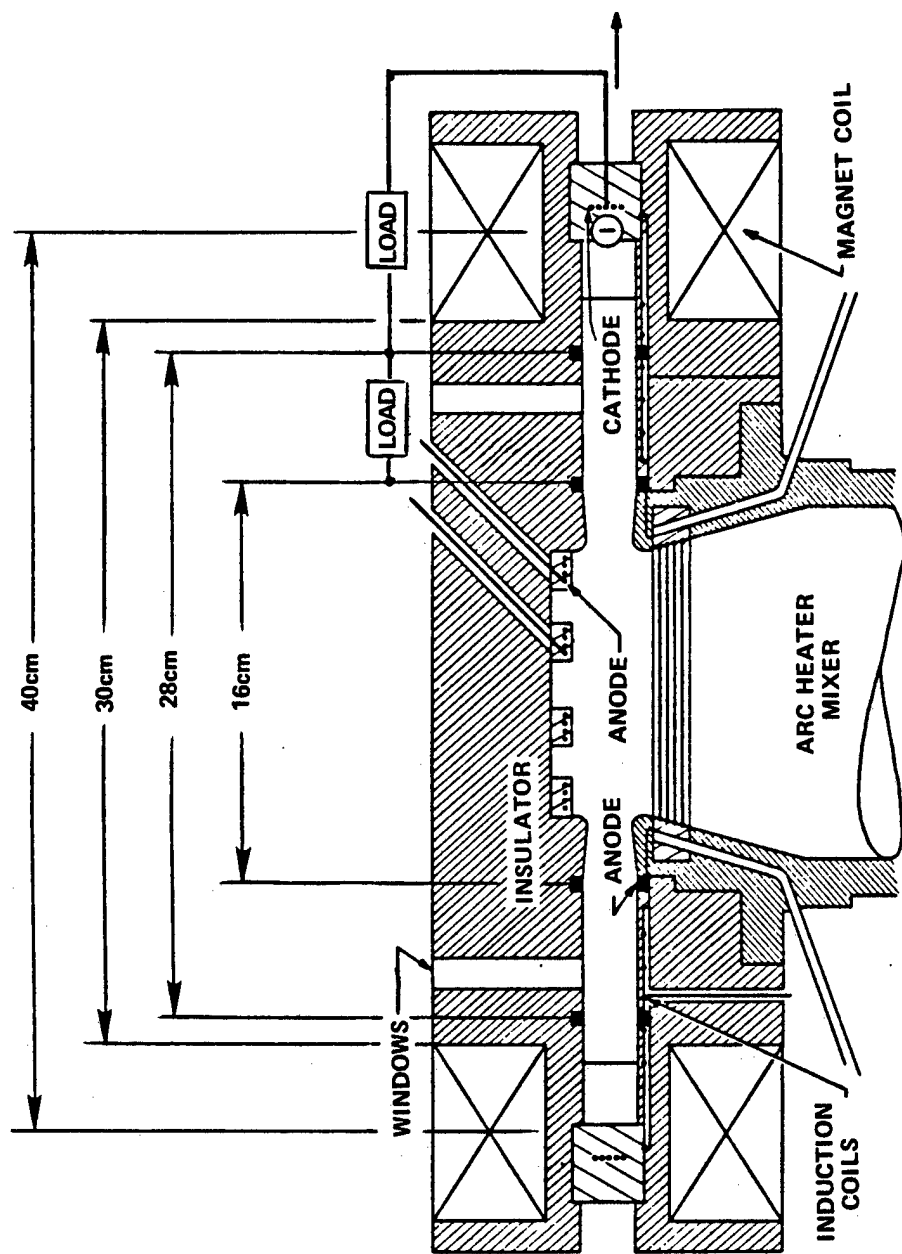 40cm
30cm
28cm
16cm
LOAD
LOAD
WINDOWS
INSULATOR
ANODE
ANODE
CATHODE
ARC HEATER
MIXER
MAGNET COIL
INDUCTION
COILS